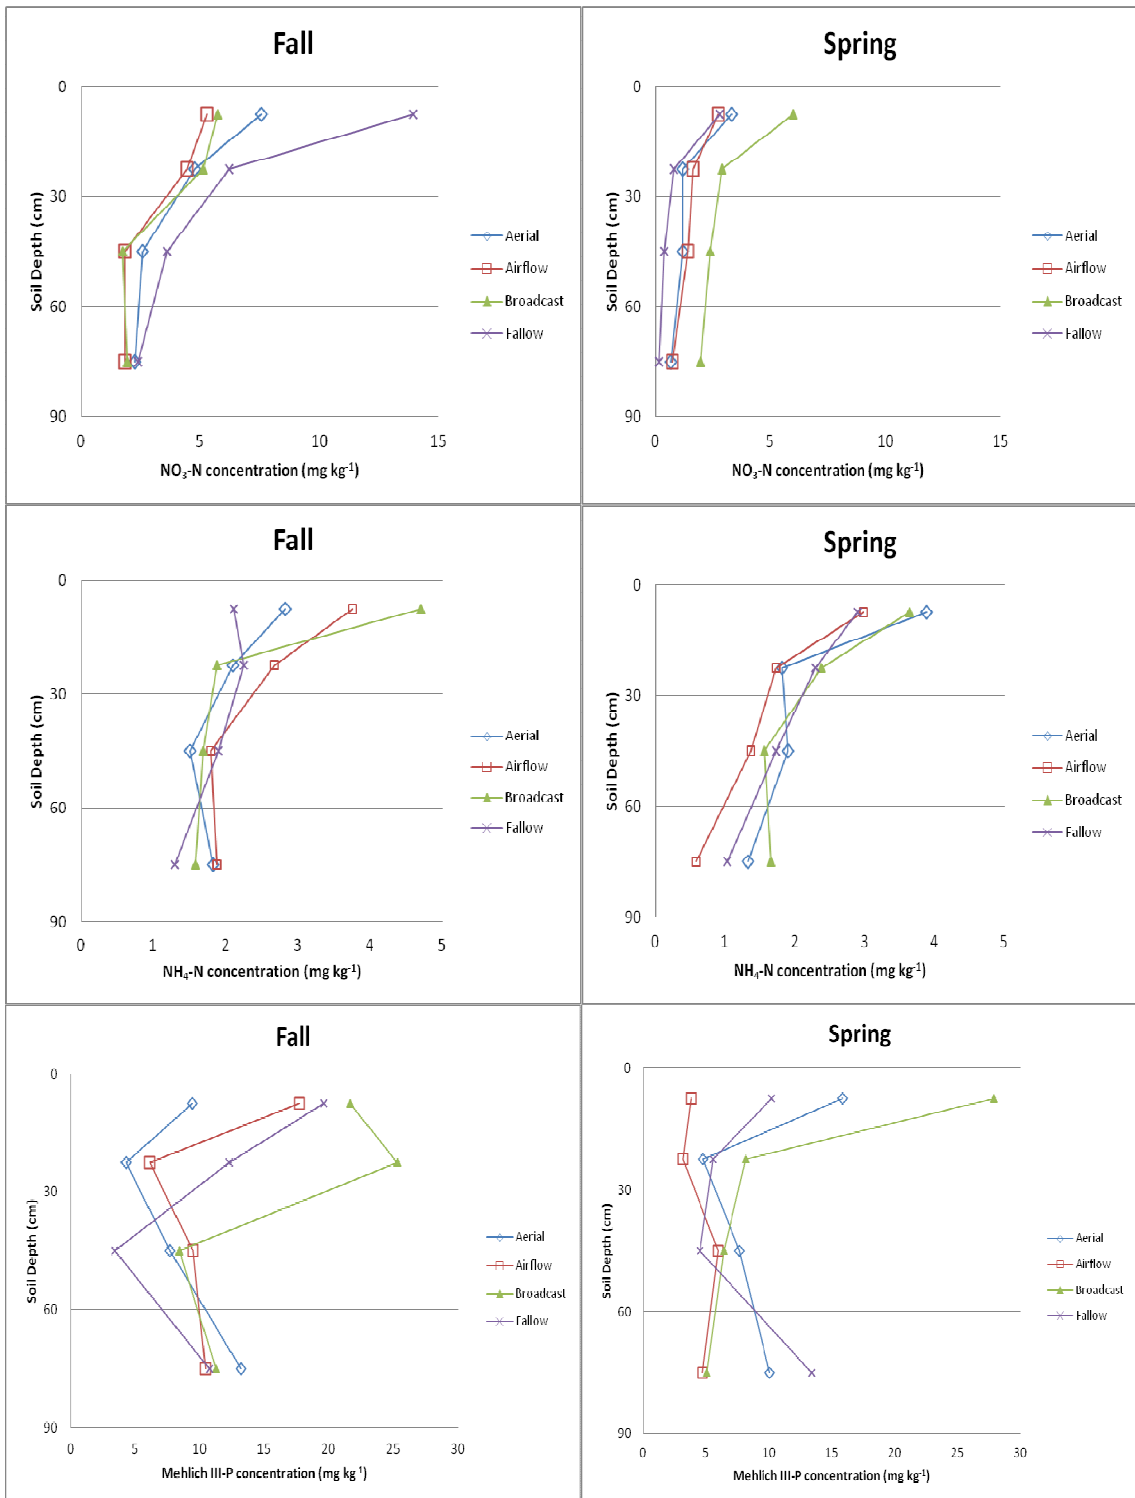 Fall
0
30
60
90
Soil Depth (cm)
0 5 10 15
NO₃-N concentration (mg kg⁻¹)
Aerial
Airflow
Broadcast
Fallow
Spring
0
30
60
90
Soil Depth (cm)
0 5 10 15
NO₃-N concentration (mg kg⁻¹)
Aerial
Airflow
Broadcast
Fallow
Fall
0
30
60
90
Soil Depth (cm)
0 1 2 3 4 5
NH₄-N concentration (mg kg⁻¹)
Aerial
Airflow
Broadcast
Fallow
Spring
0
30
60
90
Soil Depth (cm)
0 1 2 3 4 5
NH₄-N concentration (mg kg⁻¹)
Aerial
Airflow
Broadcast
Fallow
Fall
0
30
60
90
Soil Depth (cm)
0 5 10 15 20 25 30
Mehlich III-P concentration (mg kg⁻¹)
Aerial
Airflow
Broadcast
Fallow
Spring
0
30
60
90
Soil Depth (cm)
0 5 10 15 20 25 30
Mehlich III-P concentration (mg kg⁻¹)
Aerial
Airflow
Broadcast
Fallow